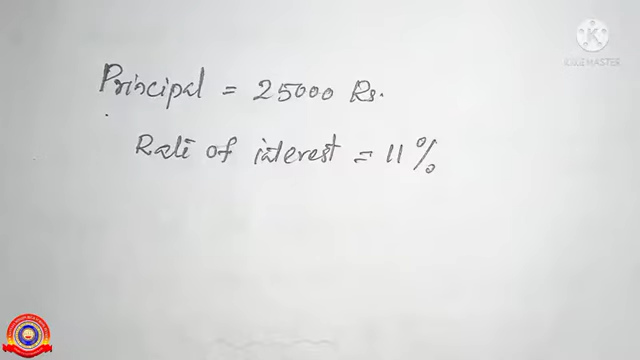 KINEMASTER
Principal = 25000 Rs.
Rate of interest = 11%